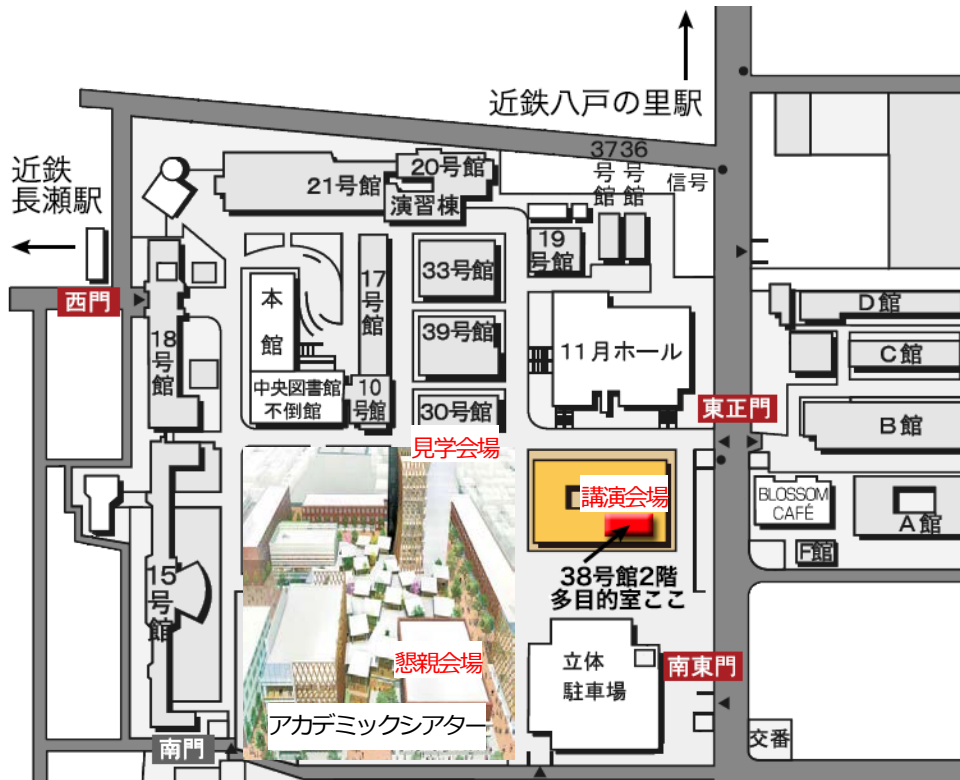 近鉄八戸の里駅
近鉄
長瀬駅
37 36
号 号
館 館
信号
20号館
21号館
演習棟
19
号館
33号館
17号館
本館
西門
18号館
39号館
11月ホール
D館
C館
中央図書館
不倒館
10
号館
30号館
東正門
B館
見学会場
講演会場
BLOSSOM
CAFÉ
A館
F館
38号館2階
多目的室ここ
15号館
懇親会場
立体
駐車場
南東門
アカデミックシアター
南門
交番